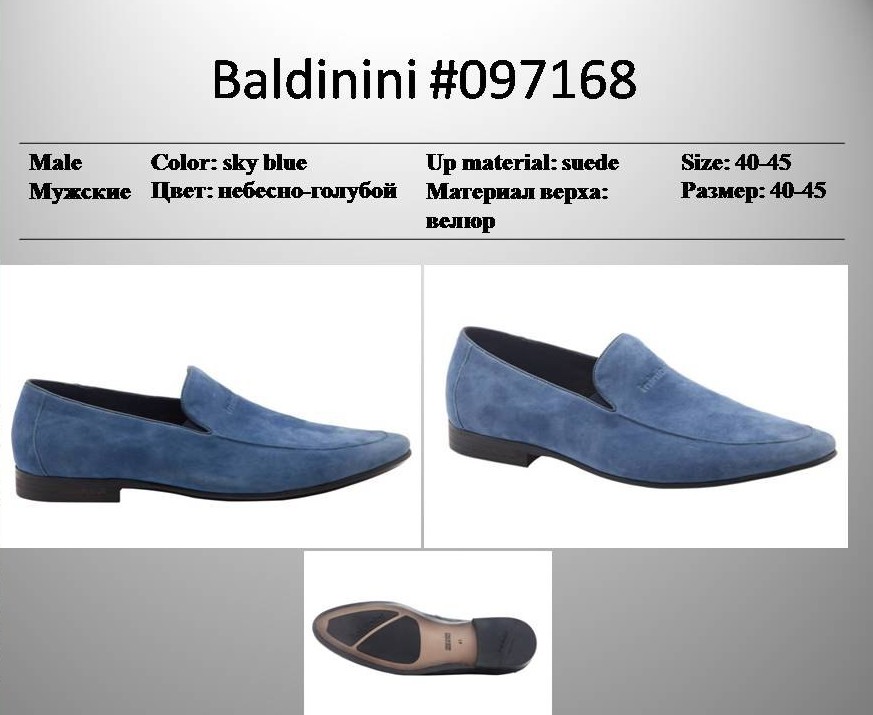 Baldinini #097168
Male Color: sky blue Up material: suede Size: 40-45
Мужские Цвет: небесно-голубой Материал верха: Размер: 40-45
велюр